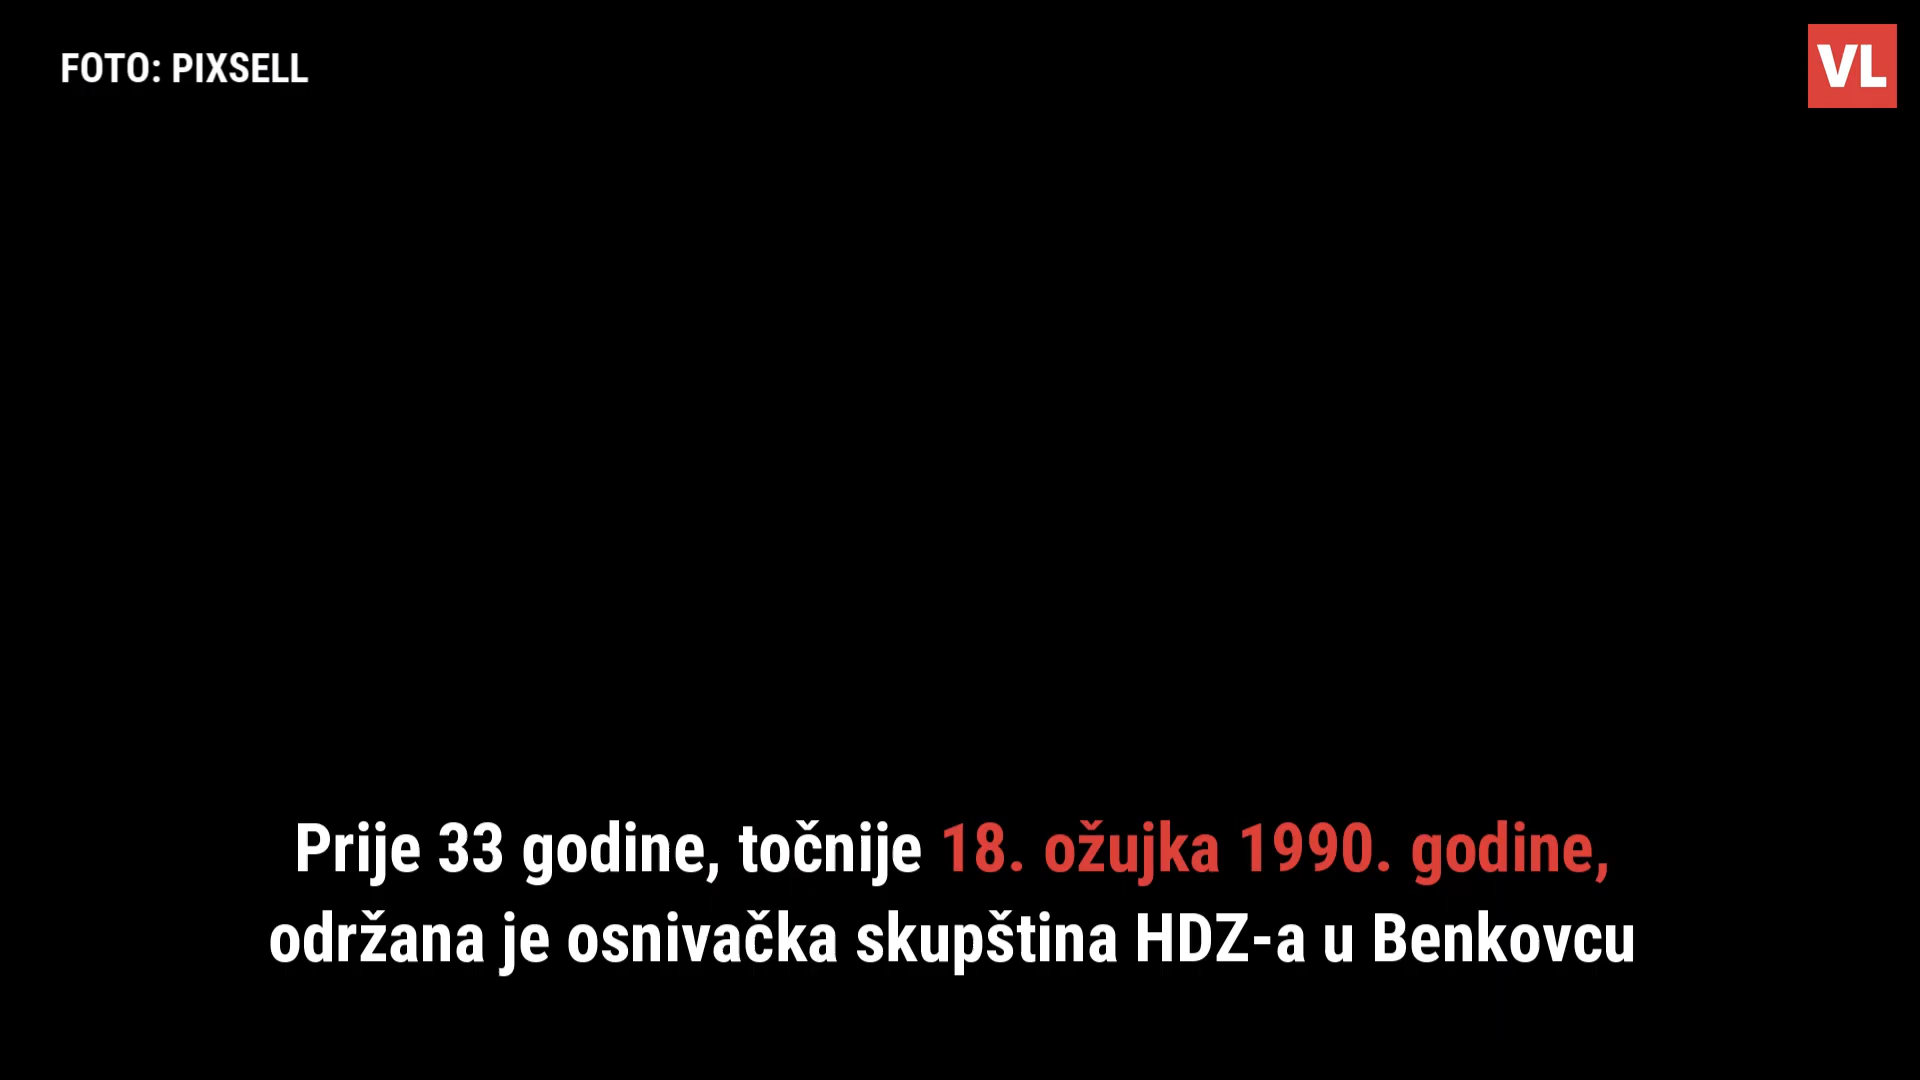 FOTO: PIXSELL
VL
Prije 33 godine, točnije 18. ožujka 1990. godine,
održana je osnivačka skupština HDZ-a u Benkovcu